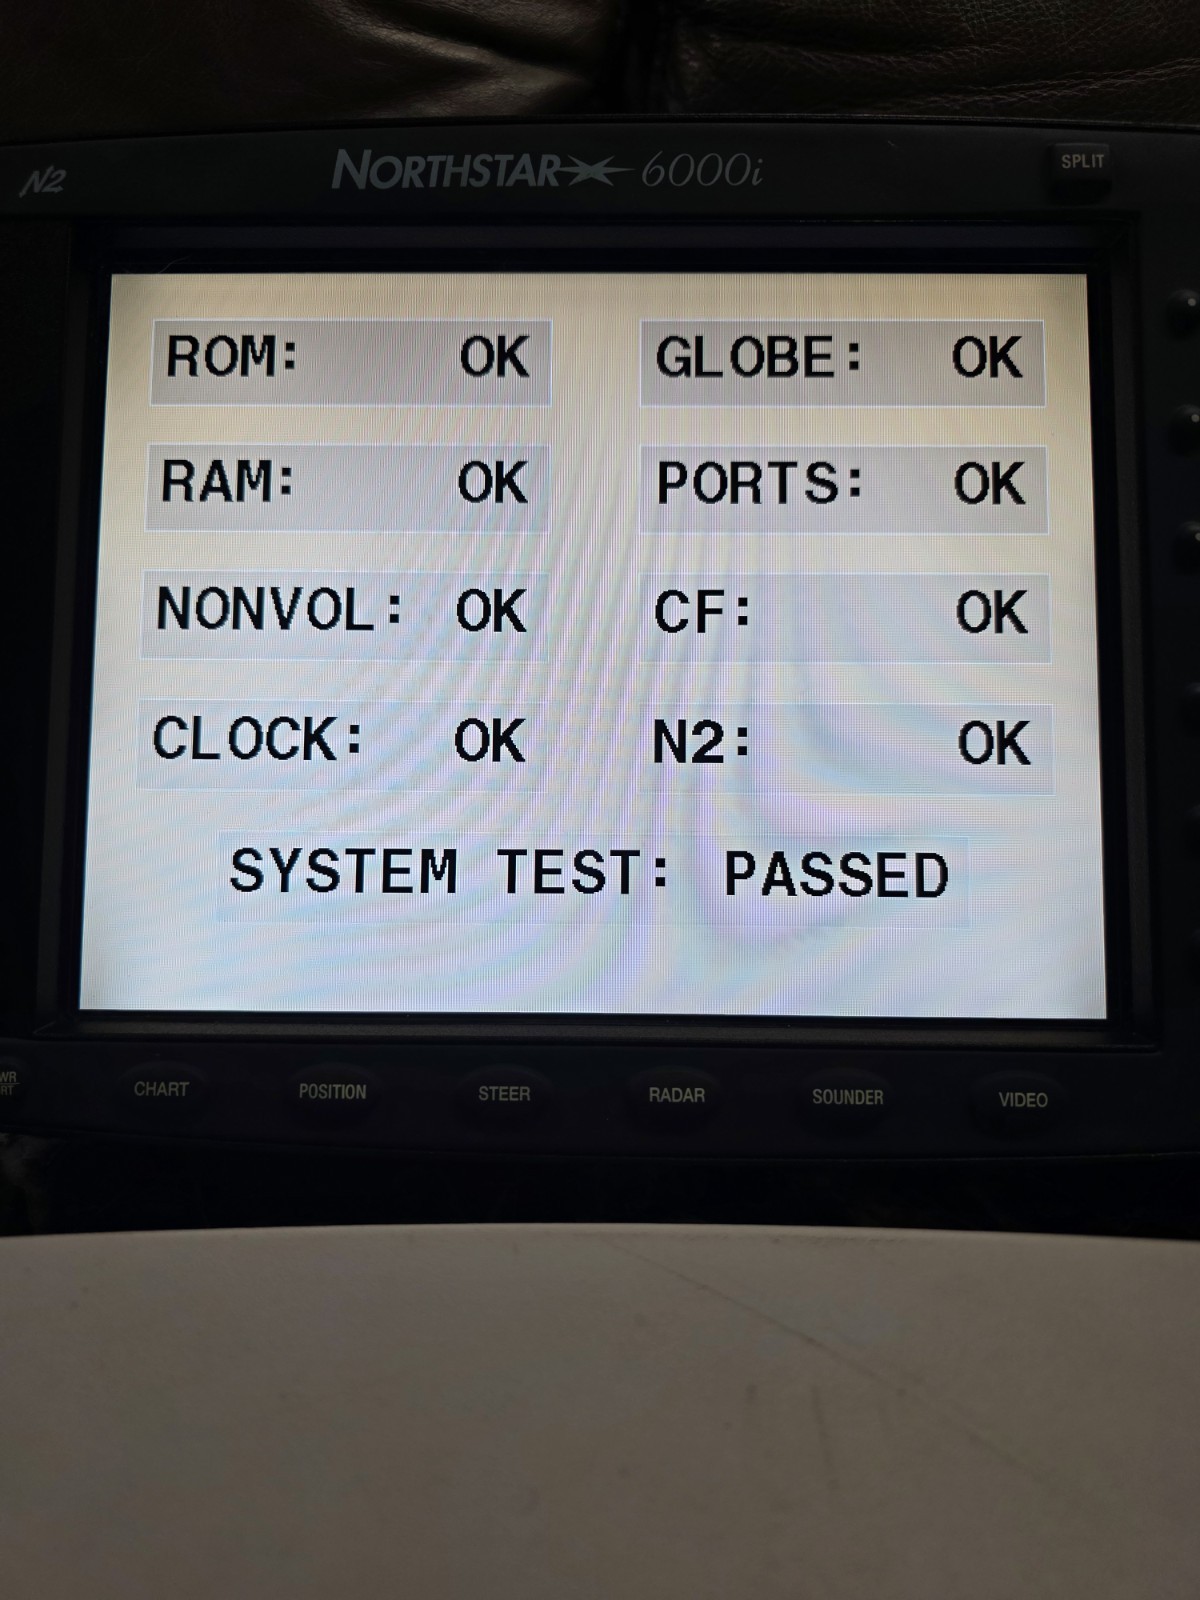 N2 NORTHSTAR 6000i SPLIT
ROM: OK GLOBE: OK
RAM: OK PORTS: OK
NONVOL: OK CF: OK
CLOCK: OK N2: OK
SYSTEM TEST: PASSED
CHART POSITION STEER RADAR SOUNDER VIDEO